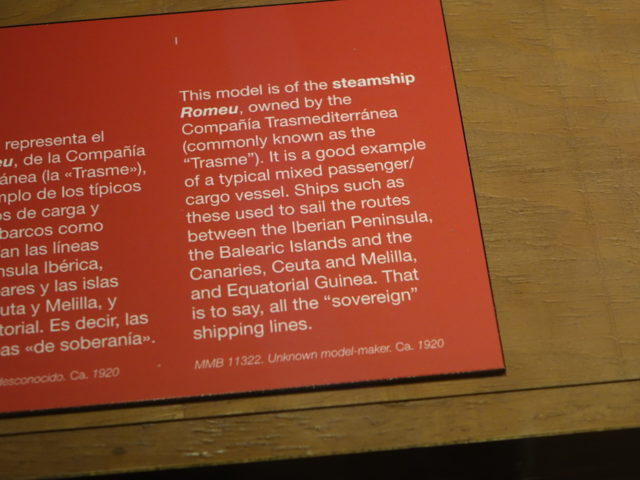 representa el
eu, de la Compañía
ánea (la «Trasme»),
mplo de los típicos
os de carga y
barcos como
an las líneas
nsula Ibérica,
ares y las islas
uta y Melilla, y
torial. Es decir, las
as «de soberanía».
desconocido. Ca. 1920
This model is of the steamship
Romeu, owned by the
Compañía Trasmediterránea
(commonly known as the
“Trasme”). It is a good example
of a typical mixed passenger/
cargo vessel. Ships such as
these used to sail the routes
between the Iberian Peninsula,
the Balearic Islands and the
Canaries, Ceuta and Melilla,
and Equatorial Guinea. That
is to say, all the “sovereign”
shipping lines.
MMB 11322. Unknown model-maker. Ca. 1920